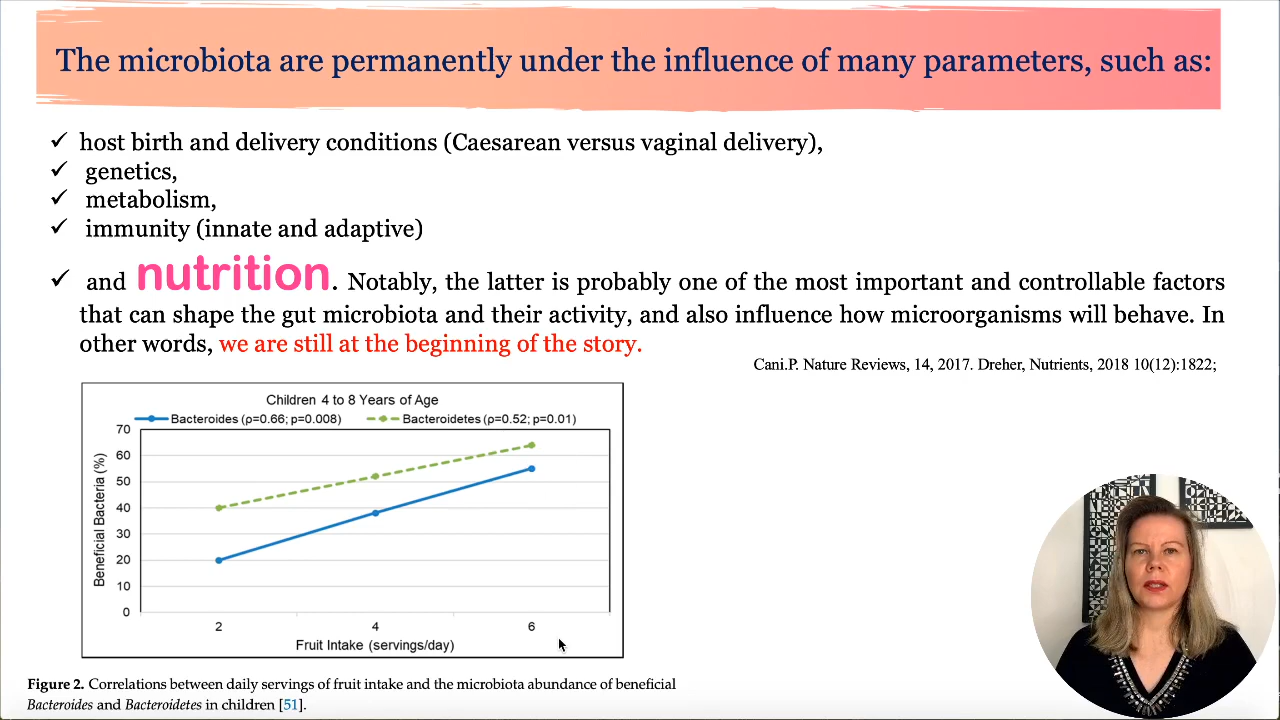 The microbiota are permanently under the influence of many parameters, such as:
✓ host birth and delivery conditions (Caesarean versus vaginal delivery),
✓ genetics,
✓ metabolism,
✓ immunity (innate and adaptive)
✓ and nutrition. Notably, the latter is probably one of the most important and controllable factors
that can shape the gut microbiota and their activity, and also influence how microorganisms will behave. In
other words, we are still at the beginning of the story.
Cani.P. Nature Reviews, 14, 2017. Dreher, Nutrients, 2018 10(12):1822;
Children 4 to 8 Years of Age
Bacteroides (ρ=0.66; p=0.008) Bacteroidetes (ρ=0.52; p=0.01)
Beneficial Bacteria (%)
70
60
50
40
30
20
10
0
2 4 6
Fruit Intake (servings/day)
Figure 2. Correlations between daily servings of fruit intake and the microbiota abundance of beneficial
Bacteroides and Bacteroidetes in children [51].